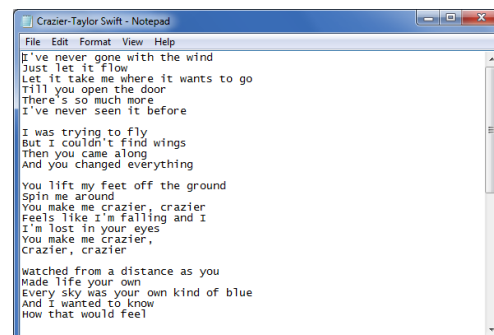 Crazier-Taylor Swift - Notepad
File Edit Format View Help
I've never gone with the wind
Just let it flow
Let it take me where it wants to go
Till you open the door
There's so much more
I've never seen it before

I was trying to fly
But I couldn't find wings
Then you came along
And you changed everything

You lift my feet off the ground
Spin me around
You make me crazier, crazier
Feels like I'm falling and I
I'm lost in your eyes
You make me crazier,
Crazier, crazier

Watched from a distance as you
Made life your own
Every sky was your own kind of blue
And I wanted to know
How that would feel